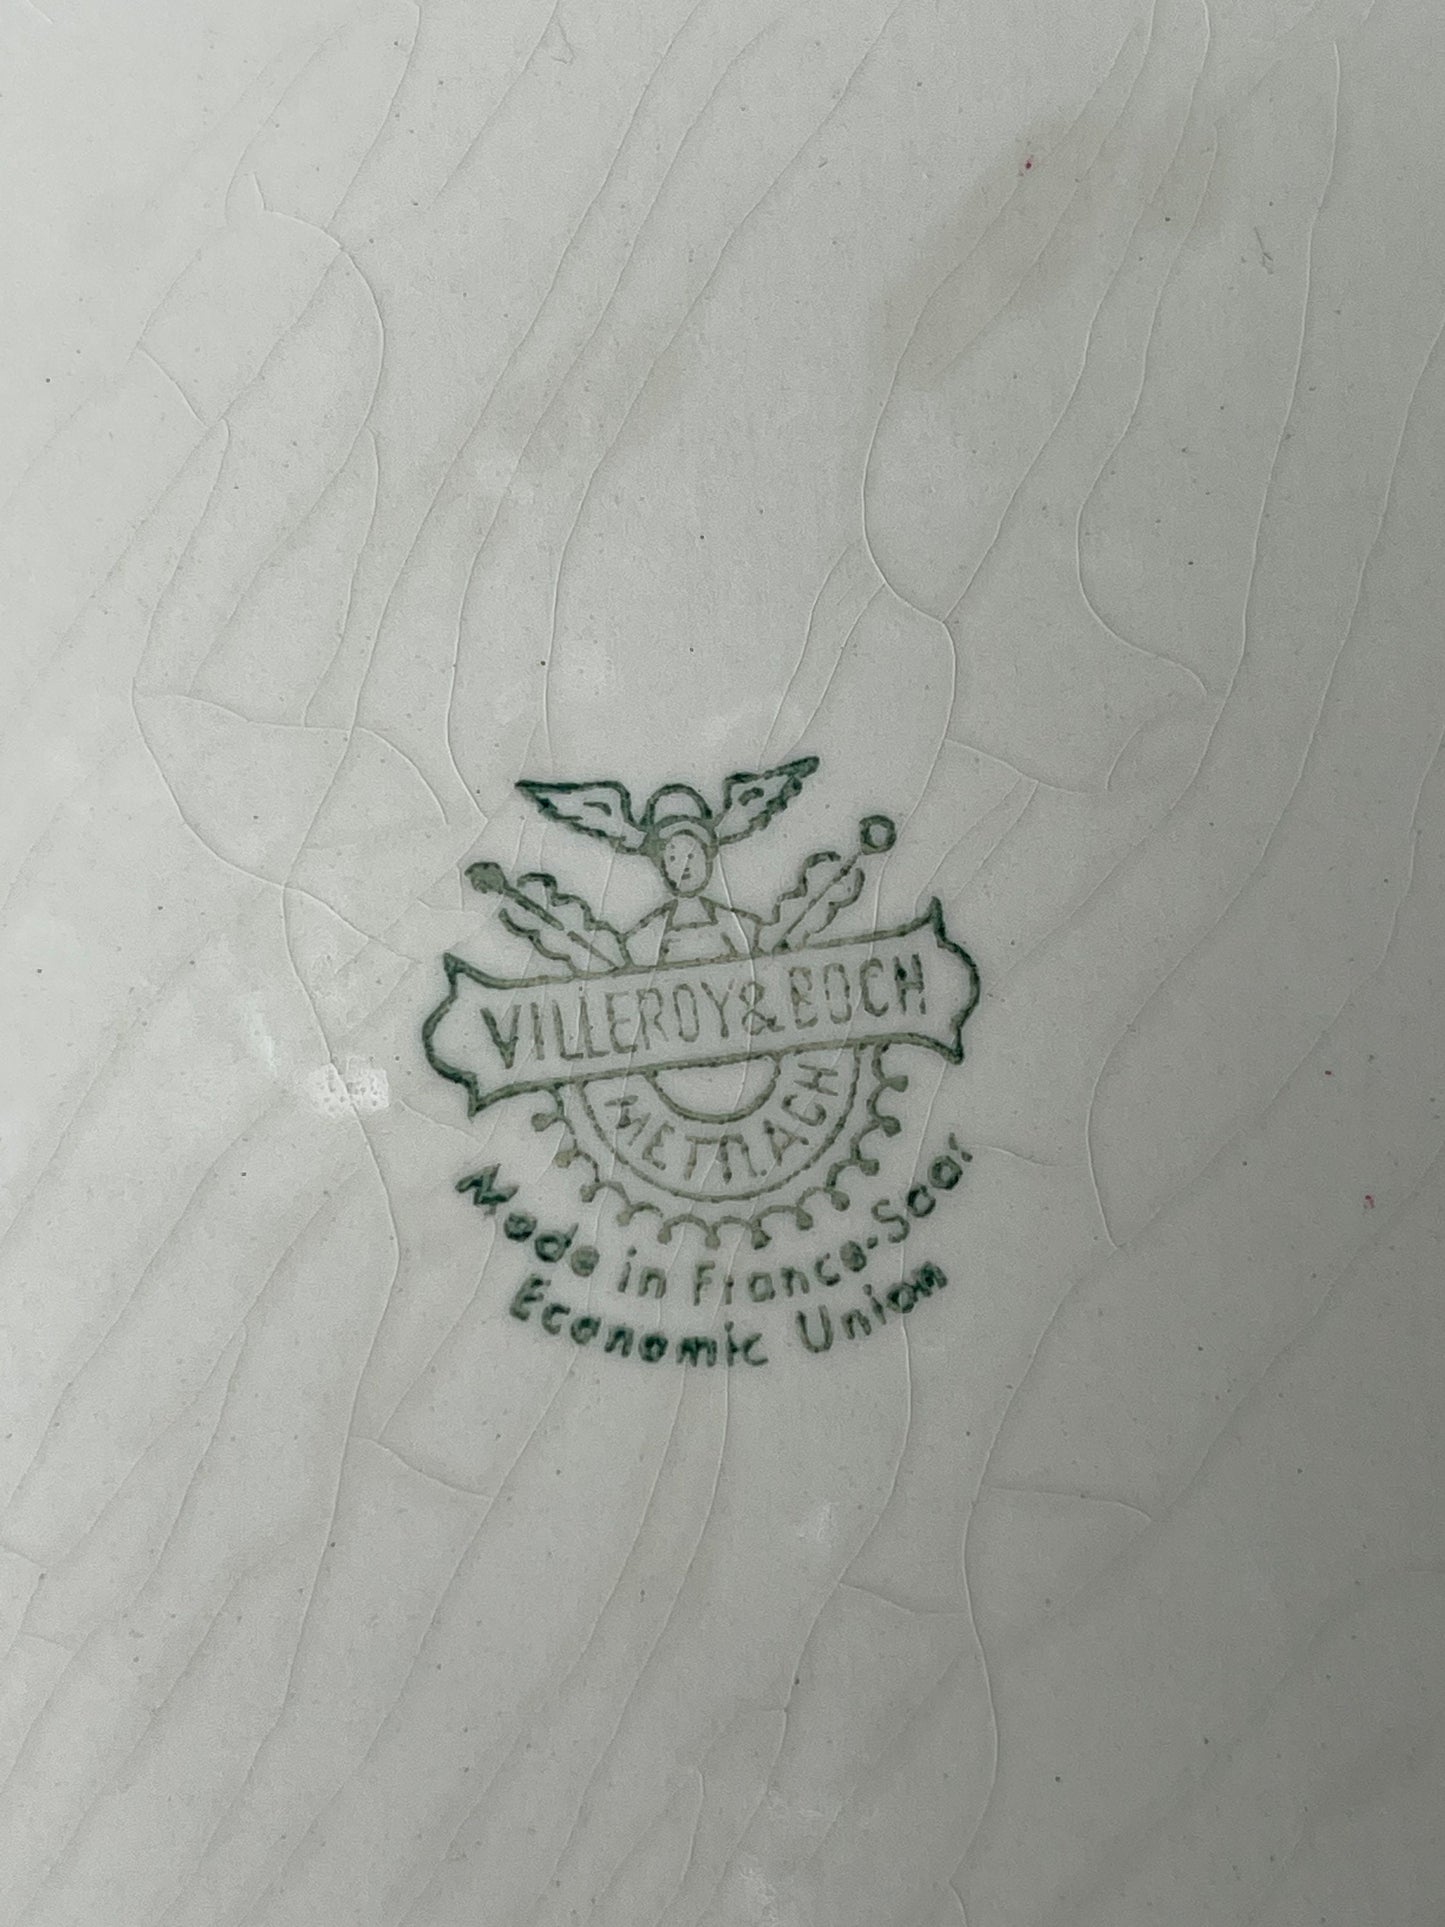 VILLEROY & BOCH
METTLACH
Made in France-Saar
Economic Union